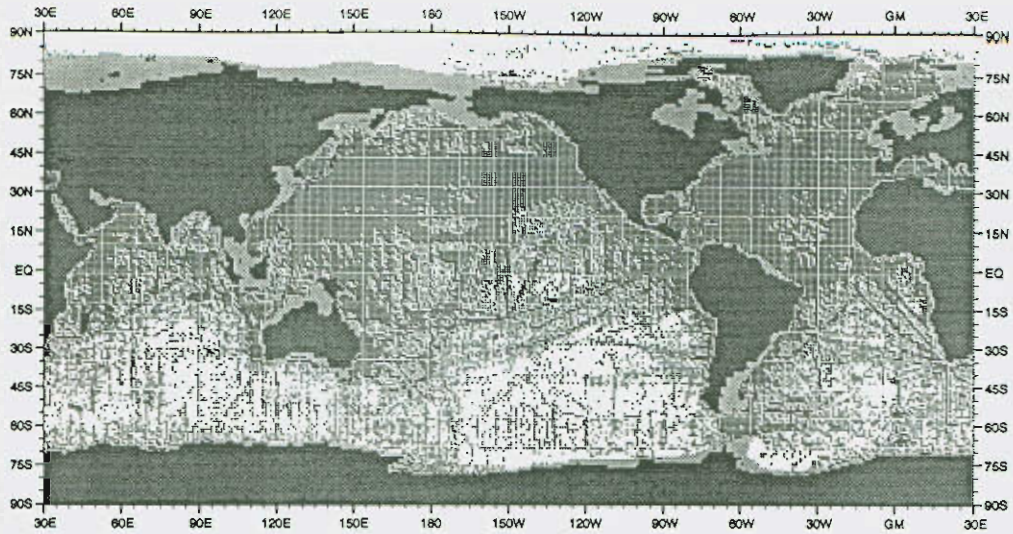 30E 60E 90E 120E 150E 180 150W 120W 90W 60W 30W GM 30E
90N 90N
75N 75N
60N 60N
45N 45N
30N 30N
15N 15N
EQ EQ
15S 15S
30S 30S
45S 45S
60S 60S
75S 75S
90S 90S
30E 60E 90E 120E 150E 180 150W 120W 90W 60W 30W GM 30E